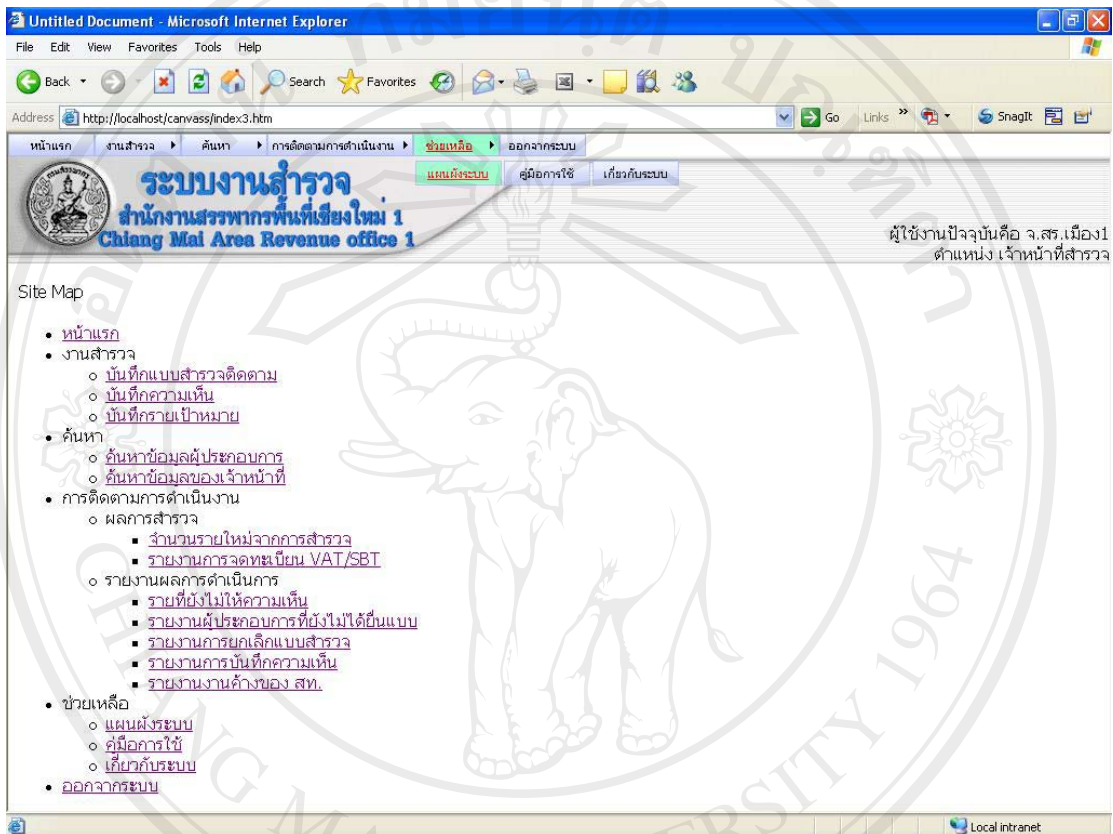 Untitled Document - Microsoft Internet Explorer
File Edit View Favorites Tools Help
Back Search Favorites
Address http://localhost/canvass/index3.htm Go Links » SnagIt
หน้าแรก งานสำรวจ ค้นหา การติดตามการดำเนินงาน ช่วยเหลือ ออกจากระบบ
แผนผังระบบ คู่มือการใช้ เกี่ยวกับระบบ
ระบบงานสำรวจ
สำนักงานสรรพากรพื้นที่เชียงใหม่ 1
Chiang Mai Area Revenue office 1
ผู้ใช้งานปัจจุบันคือ จ.สร.เมือง1
ตำแหน่ง เจ้าหน้าที่สำรวจ
Site Map
หน้าแรก
งานสำรวจ
บันทึกแบบสำรวจติดตาม
บันทึกความเห็น
บันทึกรายเป้าหมาย
ค้นหา
ค้นหาข้อมูลผู้ประกอบการ
ค้นหาข้อมูลของเจ้าหน้าที่
การติดตามการดำเนินงาน
ผลการสำรวจ
จำนวนรายใหม่จากการสำรวจ
รายงานการจดทะเบียน VAT/SBT
รายงานผลการดำเนินการ
รายที่ยังไม่ให้ความเห็น
รายงานผู้ประกอบการที่ยังไม่ได้ยื่นแบบ
รายงานการยกเลิกแบบสำรวจ
รายงานการบันทึกความเห็น
รายงานงานค้างของ สท.
ช่วยเหลือ
แผนผังระบบ
คู่มือการใช้
เกี่ยวกับระบบ
ออกจากระบบ
CHIANG MAI UNIVERSITY 1964
Local intranet